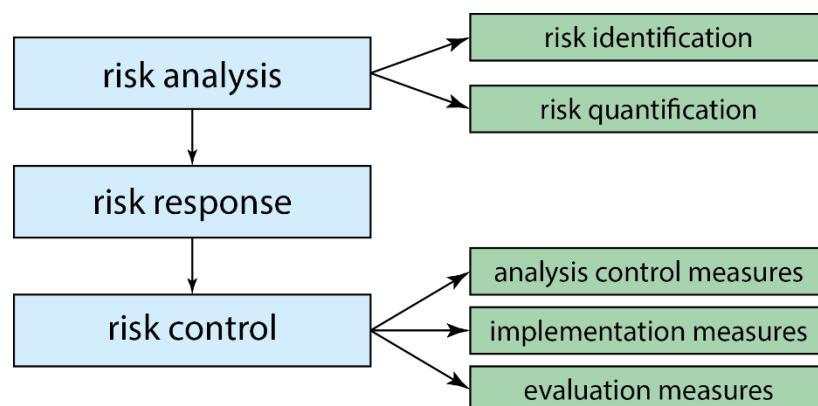 risk analysis
risk identification
risk quantification
risk response
risk control
analysis control measures
implementation measures
evaluation measures